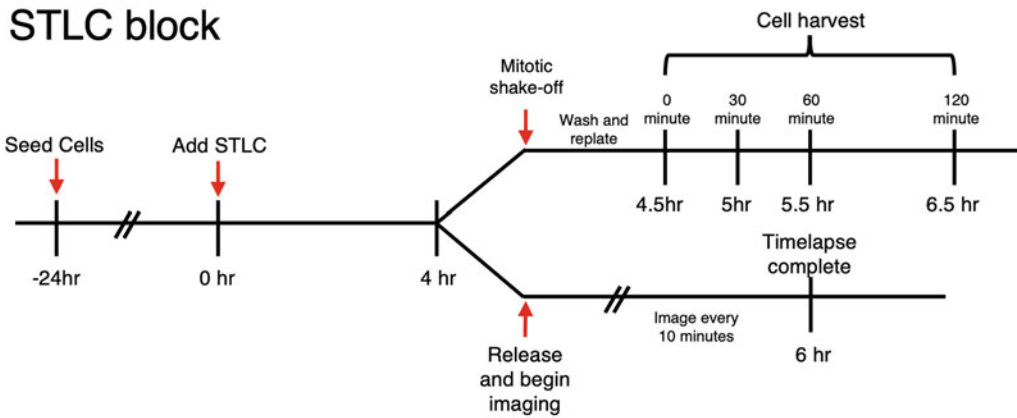 STLC block
Cell harvest
Mitotic
shake-off
0
minute
30
minute
60
minute
120
minute
Wash and
replate
Seed Cells
Add STLC
4.5hr
5hr
5.5 hr
6.5 hr
-24hr
0 hr
4 hr
Timelapse
complete
Image every
10 minutes
6 hr
Release
and begin
imaging